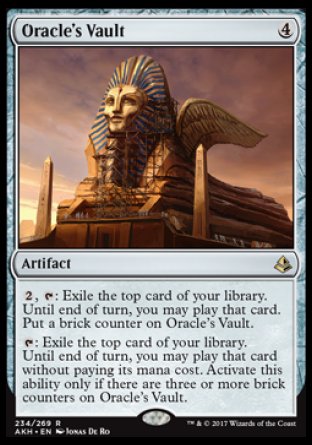 Oracle's Vault 4
Artifact
2, T: Exile the top card of your library.
Until end of turn, you may play that card.
Put a brick counter on Oracle's Vault.
T: Exile the top card of your library.
Until end of turn, you may play that card
without paying its mana cost. Activate this
ability only if there are three or more brick
counters on Oracle's Vault.
234/269 R
AKH • EN Jonas De Ro
™ & © 2017 Wizards of the Coast